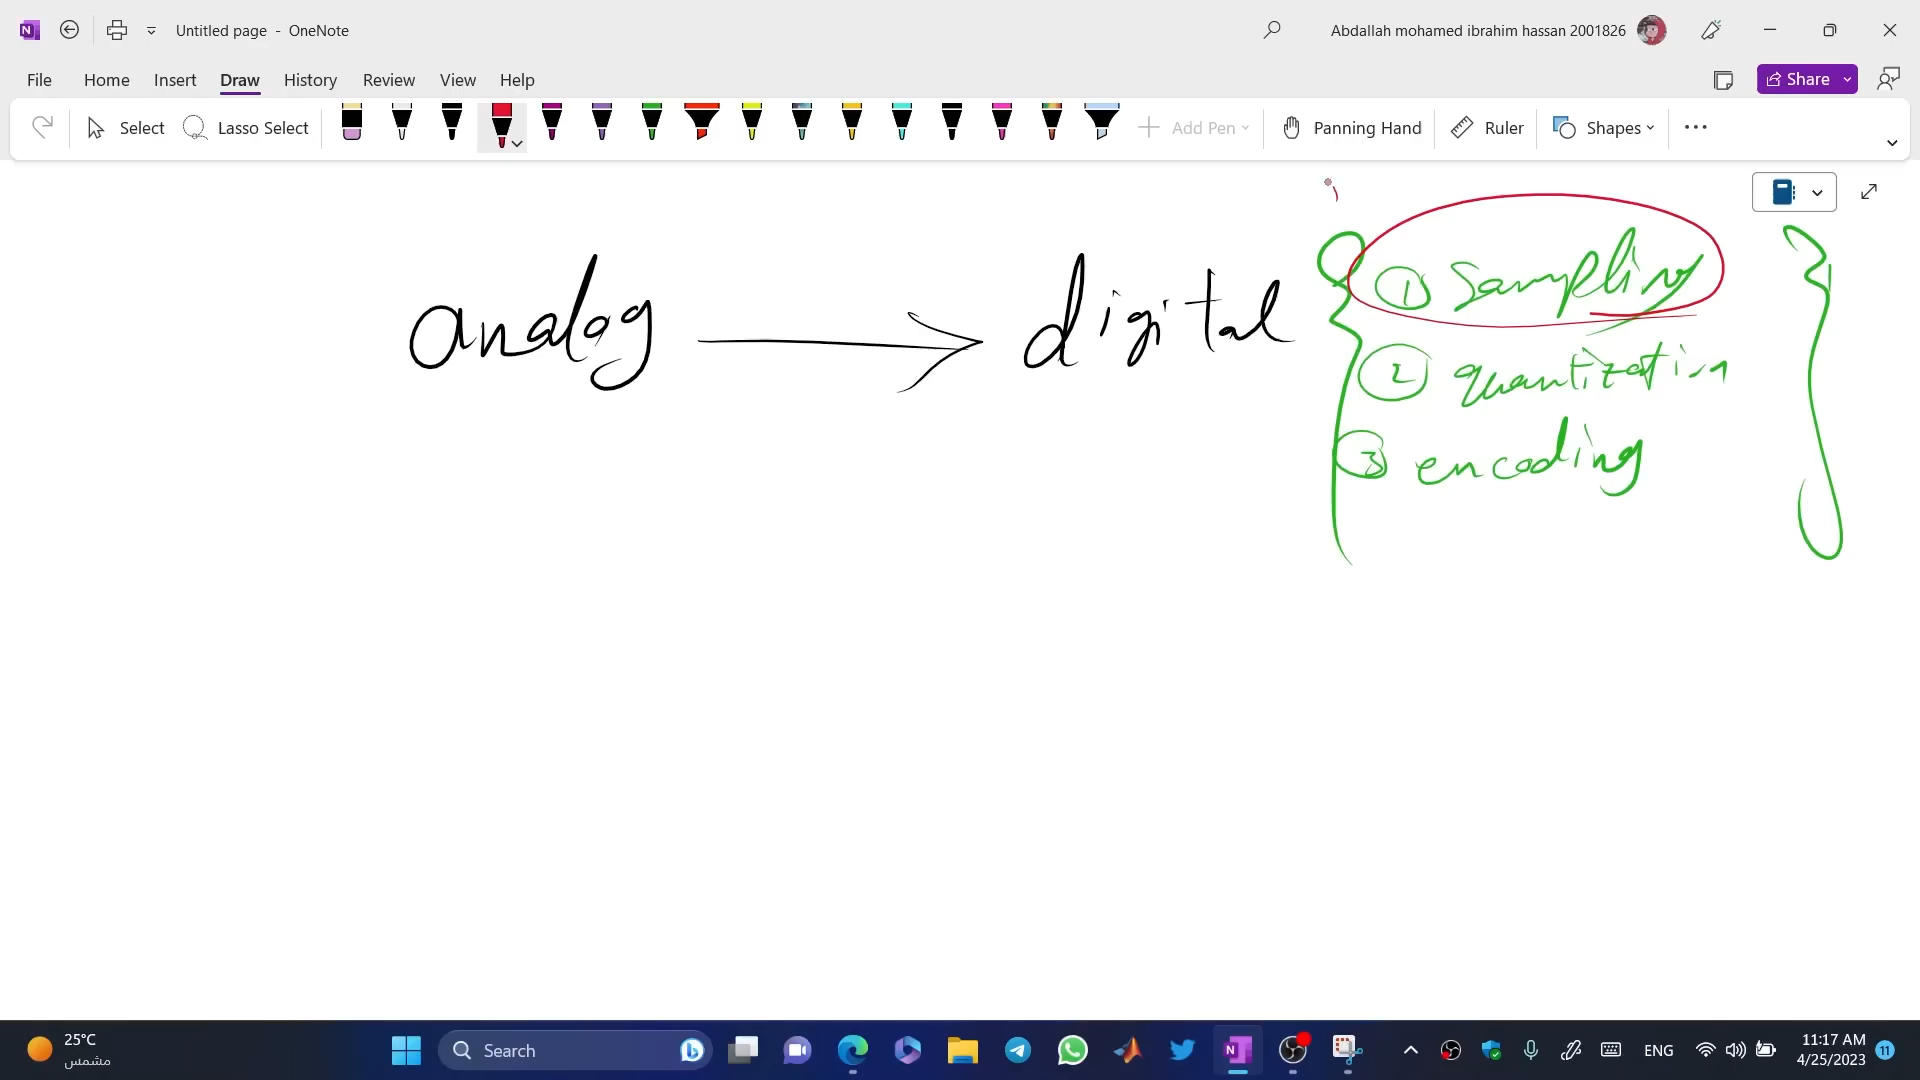 Untitled page - OneNote
Abdallah mohamed ibrahim hassan 2001826
File Home Insert Draw History Review View Help
Share
Select Lasso Select Add Pen Panning Hand Ruler Shapes
analog → digital
① Sampling
② quantization
③ encoding
25°C
مشمس
Search
ENG
11:17 AM
4/25/2023
11